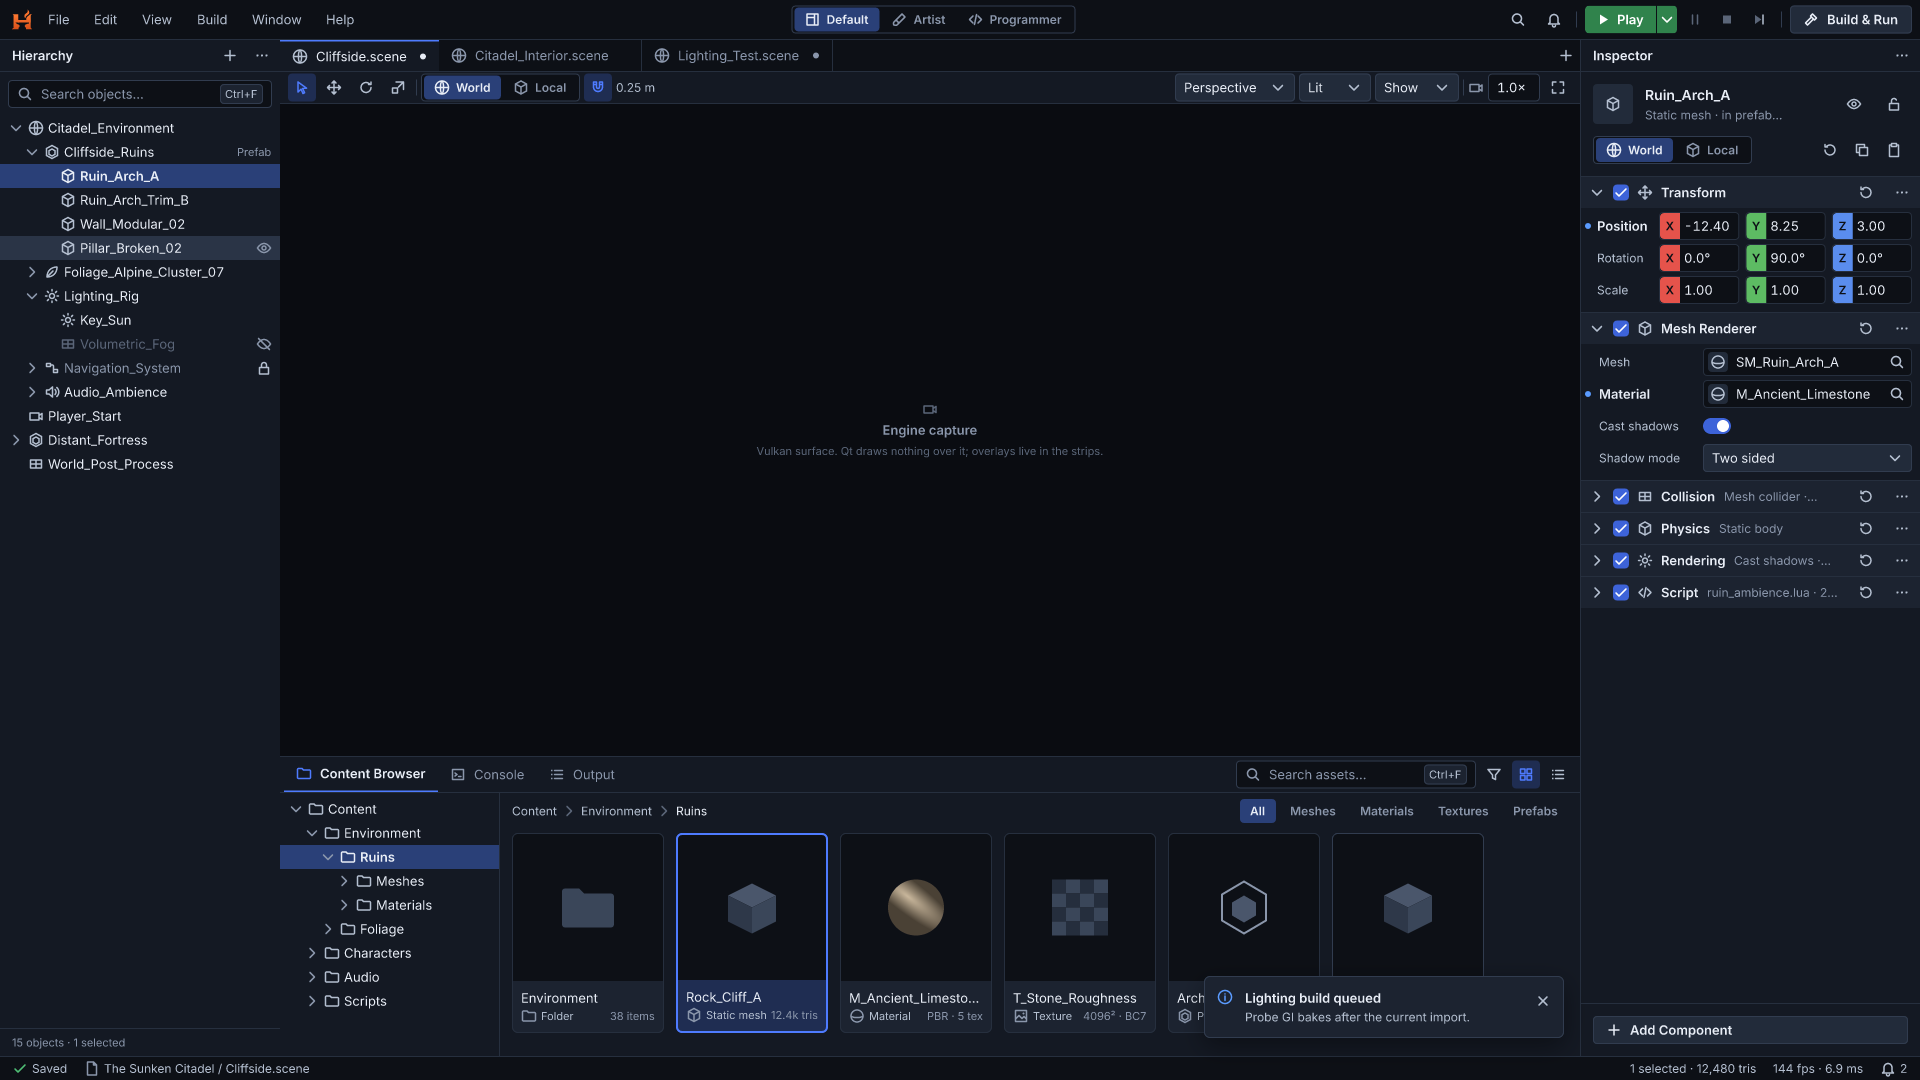 File Edit View Build Window Help
Default Artist Programmer
Play Build & Run
Hierarchy
Search objects... Ctrl+F
Citadel_Environment
Cliffside_Ruins Prefab
Ruin_Arch_A
Ruin_Arch_Trim_B
Wall_Modular_02
Pillar_Broken_02
Foliage_Alpine_Cluster_07
Lighting_Rig
Key_Sun
Volumetric_Fog
Navigation_System
Audio_Ambience
Player_Start
Distant_Fortress
World_Post_Process
15 objects · 1 selected
Cliffside.scene Citadel_Interior.scene Lighting_Test.scene
World Local 0.25 m Perspective Lit Show 1.0×
Engine capture
Vulkan surface. Qt draws nothing over it; overlays live in the strips.
Content Browser Console Output Search assets... Ctrl+F
Content
Environment
Ruins
Meshes
Materials
Foliage
Characters
Audio
Scripts
Content Environment Ruins All Meshes Materials Textures Prefabs
Environment
Folder 38 items
Rock_Cliff_A
Static mesh 12.4k tris
M_Ancient_Limesto...
Material PBR · 5 tex
T_Stone_Roughness
Texture 4096² · BC7
Arch
P
Lighting build queued
Probe GI bakes after the current import.
Inspector
Ruin_Arch_A
Static mesh · in prefab...
World Local
Transform
Position X -12.40 Y 8.25 Z 3.00
Rotation X 0.0° Y 90.0° Z 0.0°
Scale X 1.00 Y 1.00 Z 1.00
Mesh Renderer
Mesh SM_Ruin_Arch_A
Material M_Ancient_Limestone
Cast shadows
Shadow mode Two sided
Collision Mesh collider ·...
Physics Static body
Rendering Cast shadows ·...
Script ruin_ambience.lua · 2...
Add Component
Saved The Sunken Citadel / Cliffside.scene 1 selected · 12,480 tris 144 fps · 6.9 ms 2